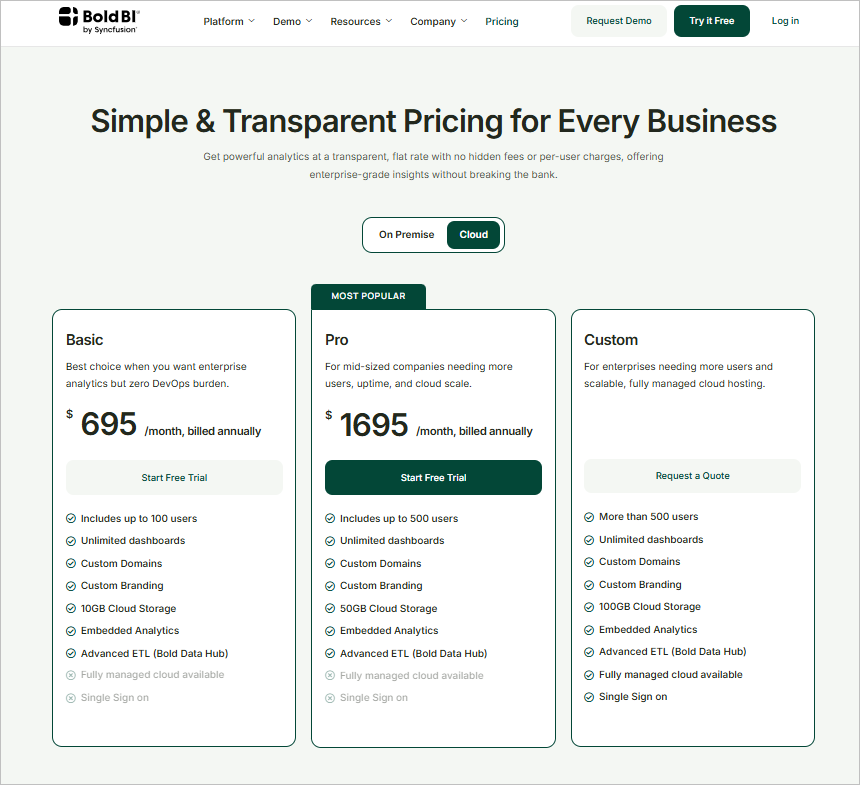 BoldBI®
by Syncfusion®
Platform
Demo
Resources
Company
Pricing
Request Demo
Try it Free
Log in
Simple & Transparent Pricing for Every Business
Get powerful analytics at a transparent, flat rate with no hidden fees or per-user charges, offering
enterprise-grade insights without breaking the bank.
On Premise
Cloud
MOST POPULAR
Basic
Best choice when you want enterprise
analytics but zero DevOps burden.
$ 695 /month, billed annually
Start Free Trial
Includes up to 100 users
Unlimited dashboards
Custom Domains
Custom Branding
10GB Cloud Storage
Embedded Analytics
Advanced ETL (Bold Data Hub)
Fully managed cloud available
Single Sign on
Pro
For mid-sized companies needing more
users, uptime, and cloud scale.
$ 1695 /month, billed annually
Start Free Trial
Includes up to 500 users
Unlimited dashboards
Custom Domains
Custom Branding
50GB Cloud Storage
Embedded Analytics
Advanced ETL (Bold Data Hub)
Fully managed cloud available
Single Sign on
Custom
For enterprises needing more users and
scalable, fully managed cloud hosting.
Request a Quote
More than 500 users
Unlimited dashboards
Custom Domains
Custom Branding
100GB Cloud Storage
Embedded Analytics
Advanced ETL (Bold Data Hub)
Fully managed cloud available
Single Sign on